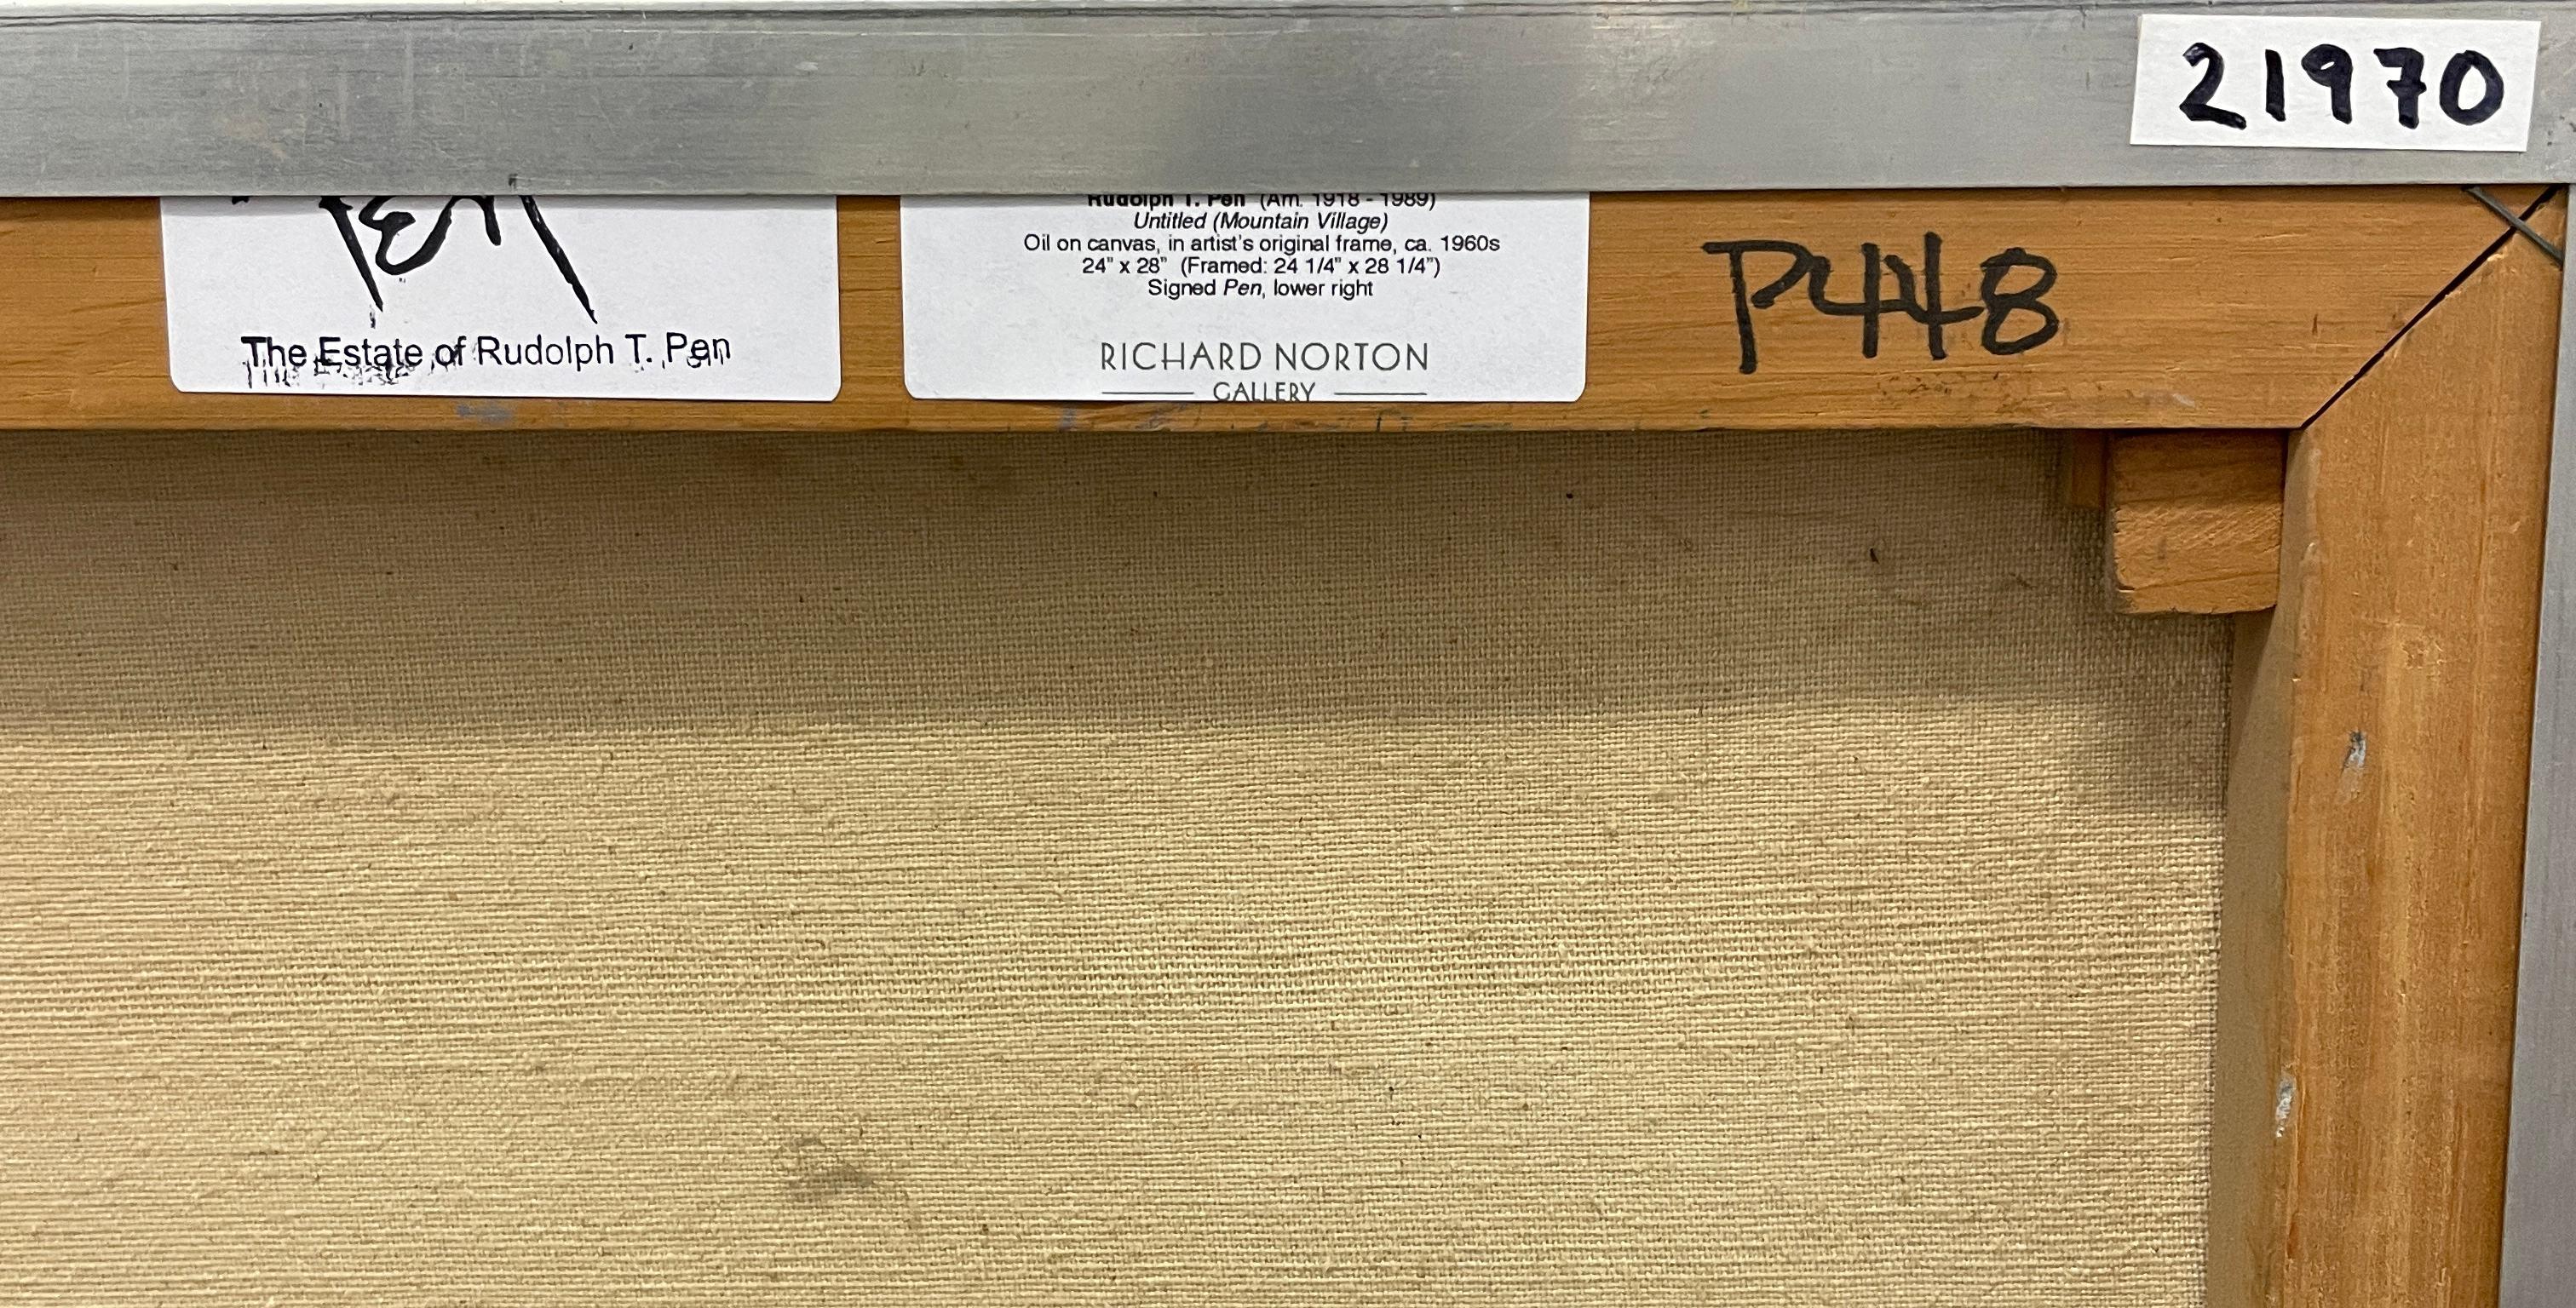 21970
Pen
The Estate of Rudolph T. Pen
Rudolph T. Pen (Am. 1918 - 1989)
Untitled (Mountain Village)
Oil on canvas, in artist's original frame, ca. 1960s
24" x 28" (Framed: 24 1/4" x 28 1/4")
Signed Pen, lower right
RICHARD NORTON
GALLERY
P448